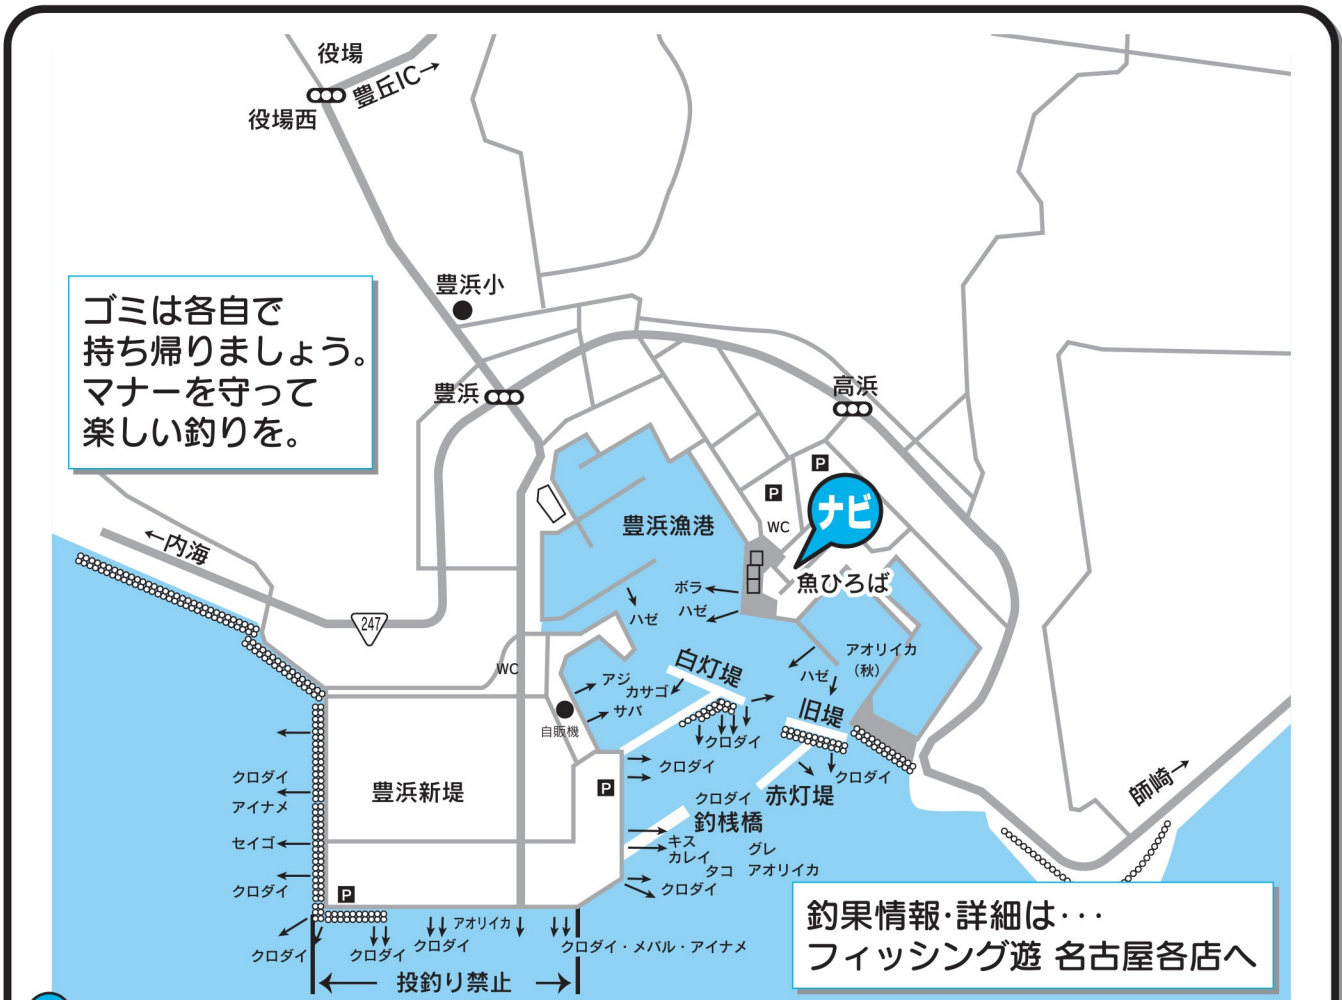 役場
豊丘IC→
役場西
豊浜小
ゴミは各自で
持ち帰りましょう。
マナーを守って
楽しい釣りを。
豊浜
高浜
P
P
ナビ
WC
豊浜漁港
魚ひろば
←内海
247
ボラ
ハゼ
ハゼ
WC
アオリイカ
(秋)
白灯堤
ハゼ
アジ
カサゴ
サバ
旧堤
自販機
クロダイ
クロダイ
クロダイ
クロダイ
アイナメ
セイゴ
クロダイ
豊浜新堤
P
クロダイ
赤灯堤
師崎→
釣桟橋
キス
カレイ
グレ
タコ
アオリイカ
クロダイ
P
アオリイカ
クロダイ
クロダイ
クロダイ
クロダイ・メバル・アイナメ
投釣り禁止
釣果情報・詳細は・・・
フィッシング遊 名古屋各店へ